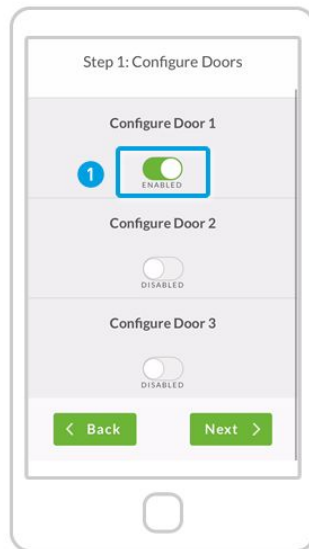 Step 1: Configure Doors
Configure Door 1
1
ENABLED
Configure Door 2
DISABLED
Configure Door 3
DISABLED
< Back
Next >